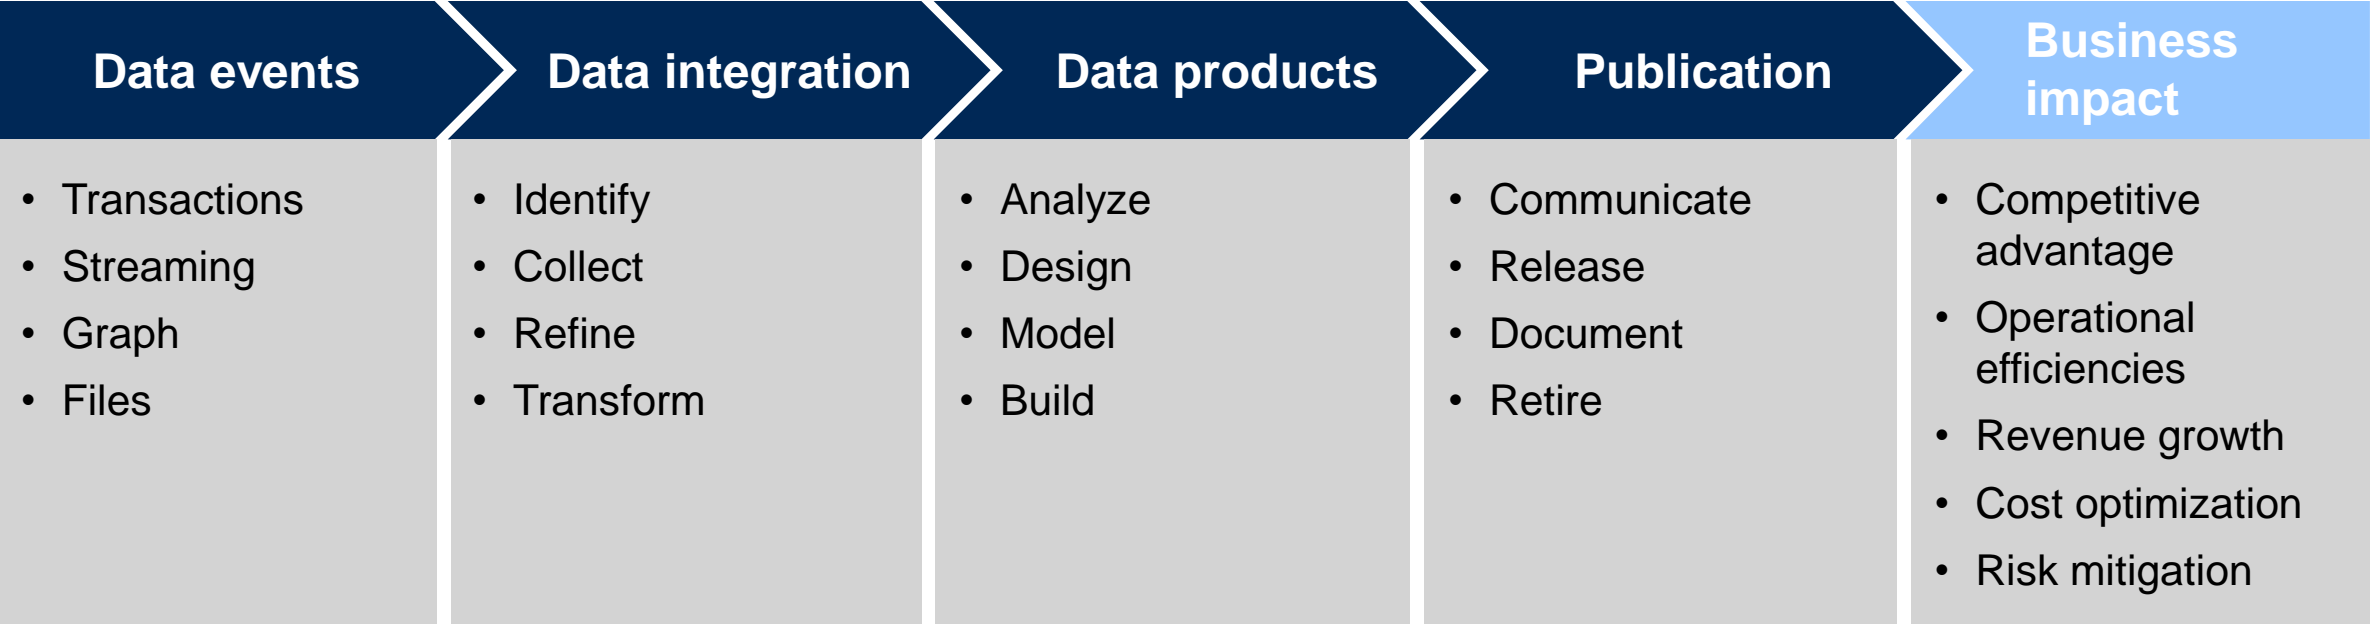 Data events
• Transactions
• Streaming
• Graph
• Files
Data integration
• Identify
• Collect
• Refine
• Transform
Data products
• Analyze
• Design
• Model
• Build
Publication
• Communicate
• Release
• Document
• Retire
Business
impact
• Competitive
advantage
• Operational
efficiencies
• Revenue growth
• Cost optimization
• Risk mitigation